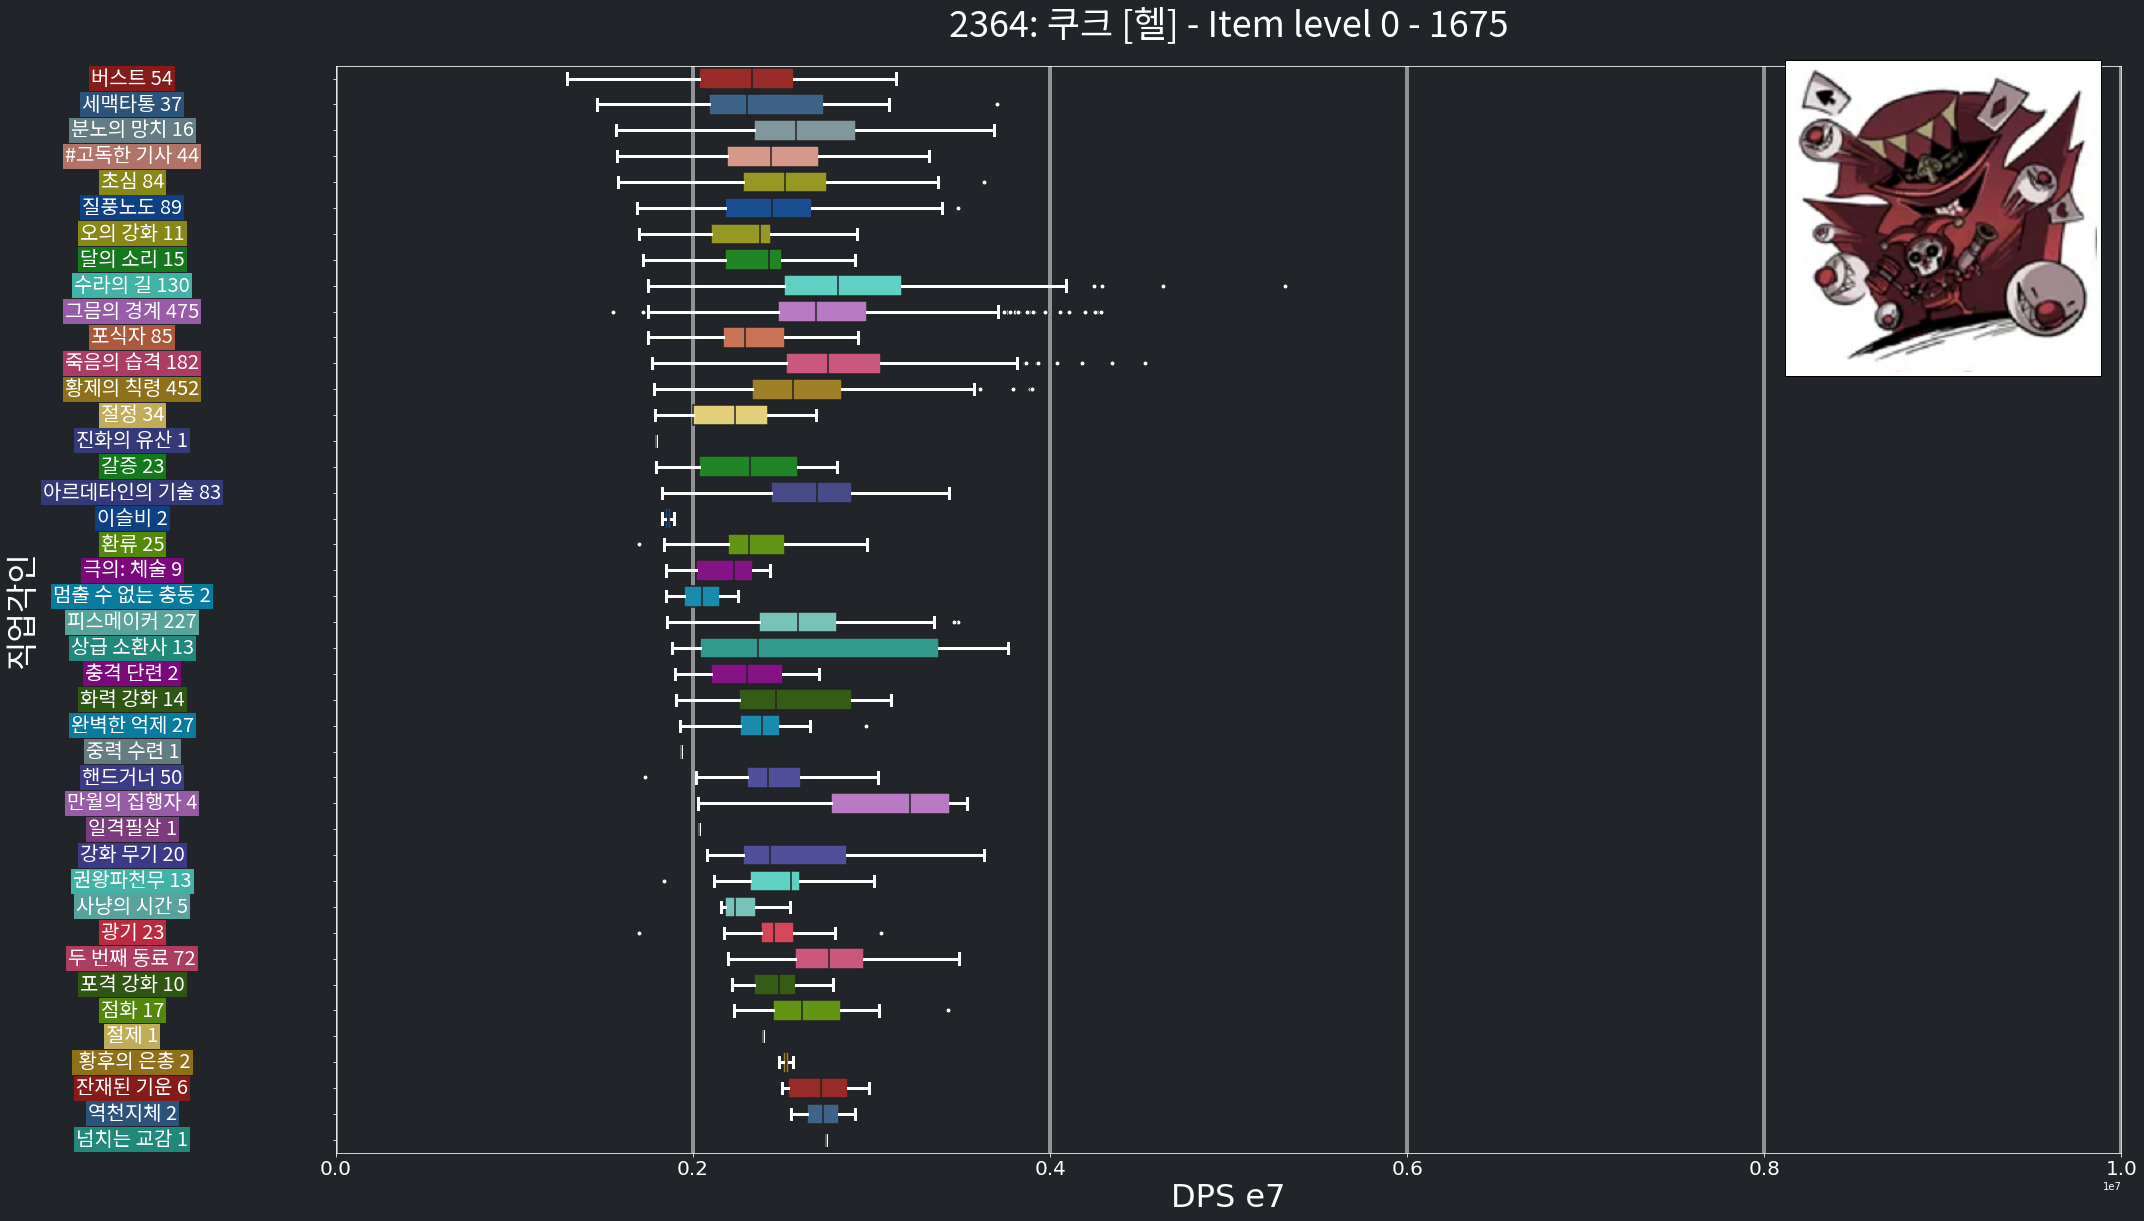 2364: 쿠크 [헬] - Item level 0 - 1675
직업각인
버스트 54
세맥타통 37
분노의 망치 16
#고독한 기사 44
초심 84
질풍노도 89
오의 강화 11
달의 소리 15
수라의 길 130
그믐의 경계 475
포식자 85
죽음의 습격 182
황제의 칙령 452
절정 34
진화의 유산 1
갈증 23
아르데타인의 기술 83
이슬비 2
환류 25
극의: 체술 9
멈출 수 없는 충동 2
피스메이커 227
상급 소환사 13
충격 단련 2
화력 강화 14
완벽한 억제 27
중력 수련 1
핸드거너 50
만월의 집행자 4
일격필살 1
강화 무기 20
권왕파천무 13
사냥의 시간 5
광기 23
두 번째 동료 72
포격 강화 10
점화 17
절제 1
황후의 은총 2
잔재된 기운 6
역천지체 2
넘치는 교감 1
0.0 0.2 0.4 0.6 0.8 1.0
1e7
DPS e7